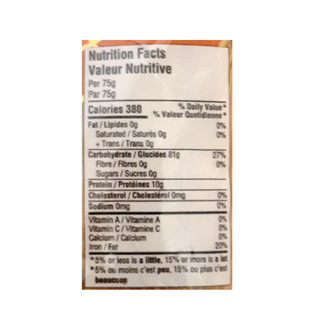 Nutrition Facts
Valeur Nutritive
Per 75g
Par 75g
Calories 380 % Daily Value*
% Valeur Quotidienne*
Fat / Lipides 0g 0%
Saturated / Saturés 0g 0%
+ Trans / Trans 0g
Carbohydrate / Glucides 81g 27%
Fibre / Fibres 0g 0%
Sugars / Sucres 0g
Protein / Protéines 10g
Cholesterol / Cholestérol 0mg 0%
Sodium 0mg 0%
Vitamin A / Vitamine A 0%
Vitamin C / Vitamine C 0%
Calcium / Calcium 0%
Iron / Fer 20%
*5% or less is a little, 15% or more is a lot
*5% ou moins c'est peu, 15% ou plus c'est
beaucoup